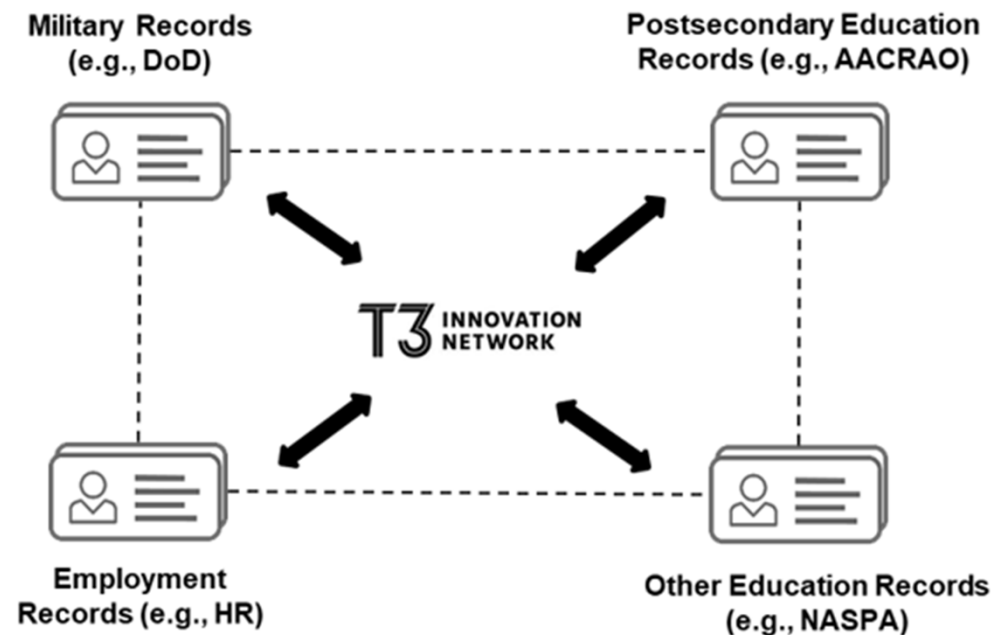 Military Records
(e.g., DoD)
Postsecondary Education
Records (e.g., AACRAO)
T3 INNOVATION
NETWORK
Employment
Records (e.g., HR)
Other Education Records
(e.g., NASPA)